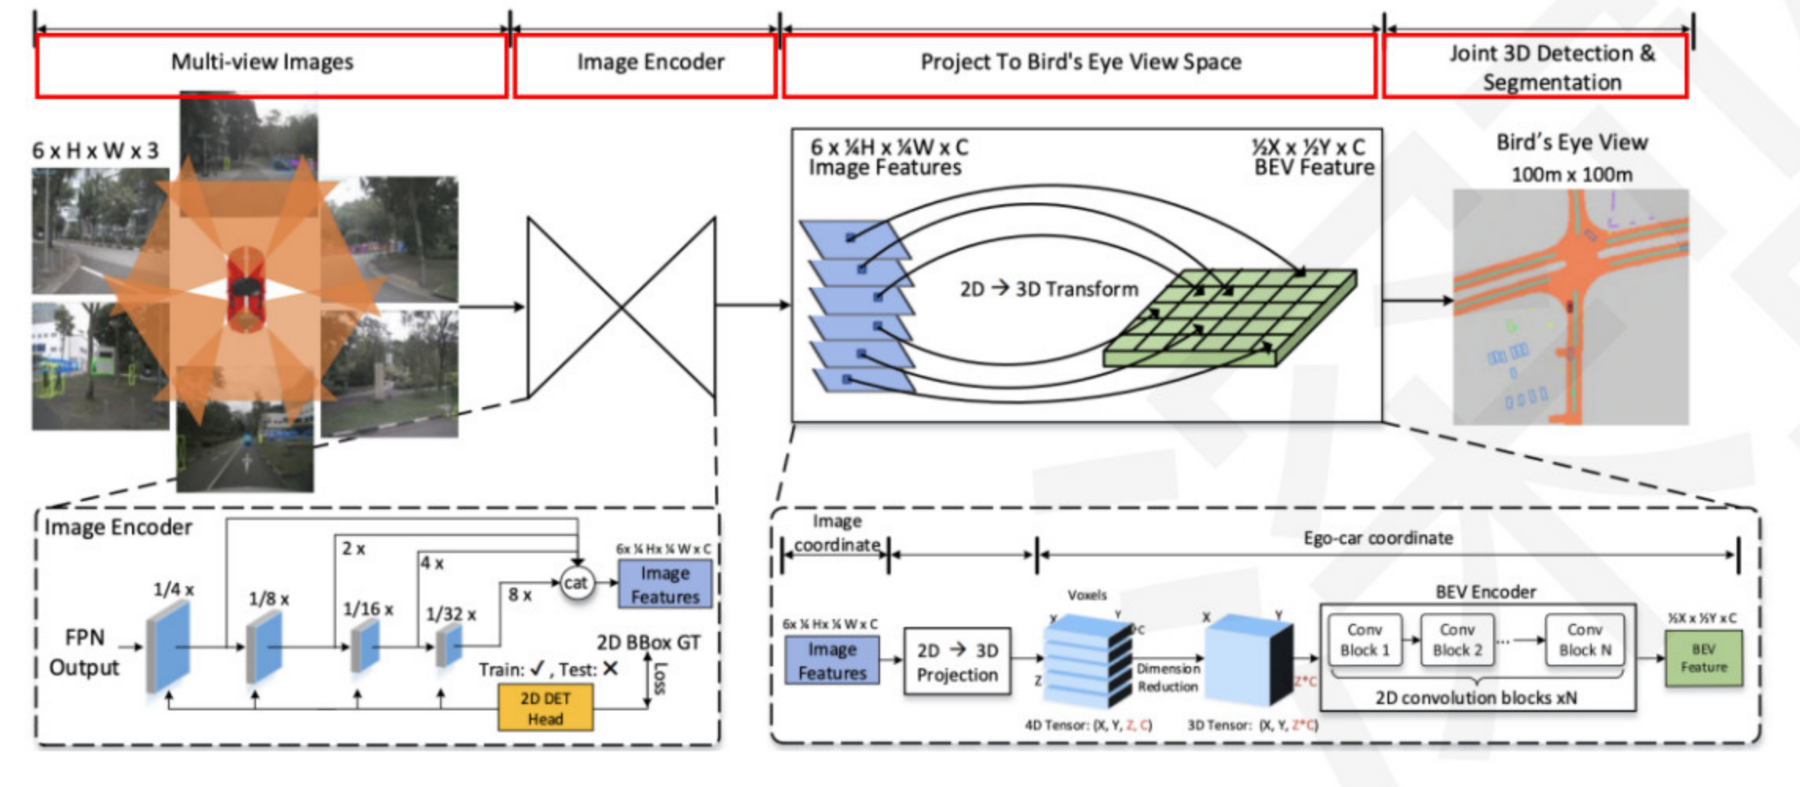 Multi-view Images
Image Encoder
Project To Bird's Eye View Space
Joint 3D Detection &
Segmentation
6 x H x W x 3
6 x ¼H x ¼W x C
Image Features
½X x ½Y x C
BEV Feature
2D → 3D Transform
Bird's Eye View
100m x 100m
Image Encoder
FPN
Output
1/4 x
1/8 x
1/16 x
1/32 x
2 x
4 x
8 x
cat
6x ¼ Hx ¼ W x C
Image
Features
2D BBox GT
Train: ✓, Test: ✕
Loss
2D DET
Head
Image
coordinate
Ego-car coordinate
6x ¼ Hx ¼ W x C
Image
Features
2D → 3D
Projection
Voxels
Y
C
Z
4D Tensor: (X, Y, Z, C)
Dimension
Reduction
X
Y
Z*C
3D Tensor: (X, Y, Z*C)
BEV Encoder
Conv
Block 1
Conv
Block 2
...
Conv
Block N
2D convolution blocks xN
½X x ½Y x C
BEV
Feature